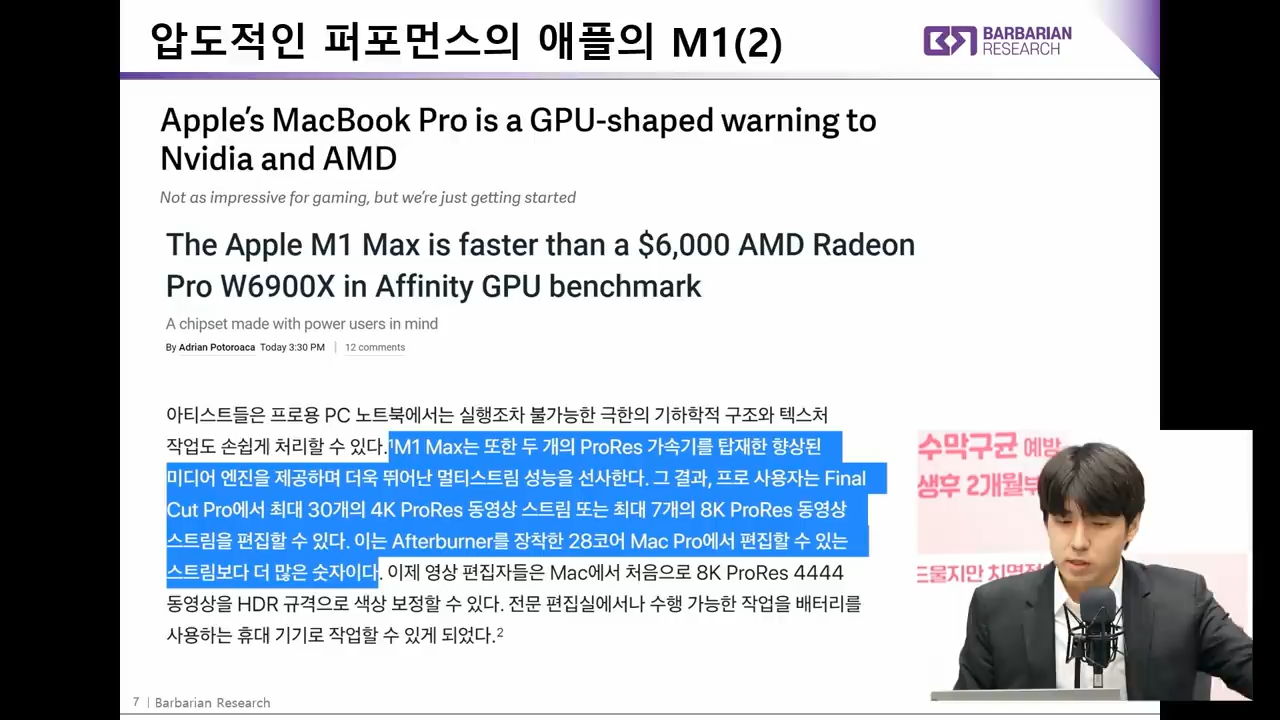 압도적인 퍼포먼스의 애플의 M1(2)
BARBARIAN
RESEARCH
Apple's MacBook Pro is a GPU-shaped warning to
Nvidia and AMD
Not as impressive for gaming, but we're just getting started
The Apple M1 Max is faster than a $6,000 AMD Radeon
Pro W6900X in Affinity GPU benchmark
A chipset made with power users in mind
By Adrian Potoroaca Today 3:30 PM | 12 comments
아티스트들은 프로용 PC 노트북에서는 실행조차 불가능한 극한의 기하학적 구조와 텍스처
작업도 손쉽게 처리할 수 있다.¹M1 Max는 또한 두 개의 ProRes 가속기를 탑재한 향상된
미디어 엔진을 제공하며 더욱 뛰어난 멀티스트림 성능을 선사한다. 그 결과, 프로 사용자는 Final
Cut Pro에서 최대 30개의 4K ProRes 동영상 스트림 또는 최대 7개의 8K ProRes 동영상
스트림을 편집할 수 있다. 이는 Afterburner를 장착한 28코어 Mac Pro에서 편집할 수 있는
스트림보다 더 많은 숫자이다. 이제 영상 편집자들은 Mac에서 처음으로 8K ProRes 4444
동영상을 HDR 규격으로 색상 보정할 수 있다. 전문 편집실에서나 수행 가능한 작업을 배터리를
사용하는 휴대 기기로 작업할 수 있게 되었다.²
수막구균 예방
생후 2개월부
드물지만 치명적
7 | Barbarian Research